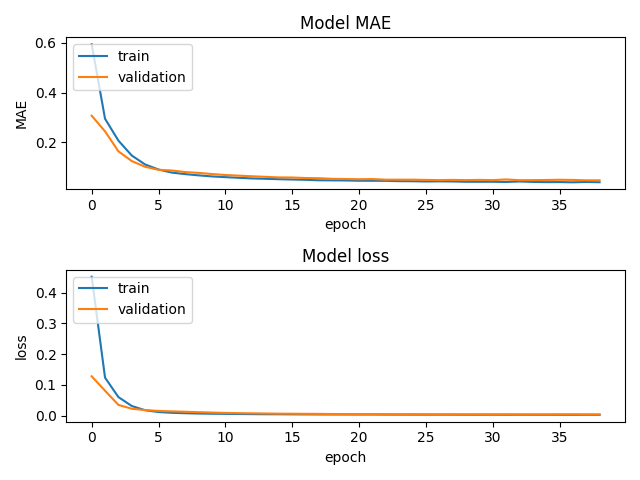 Model MAE
0.6
0.4
0.2
MAE
train
validation
0 5 10 15 20 25 30 35
epoch
Model loss
0.4
0.3
0.2
0.1
0.0
loss
train
validation
0 5 10 15 20 25 30 35
epoch